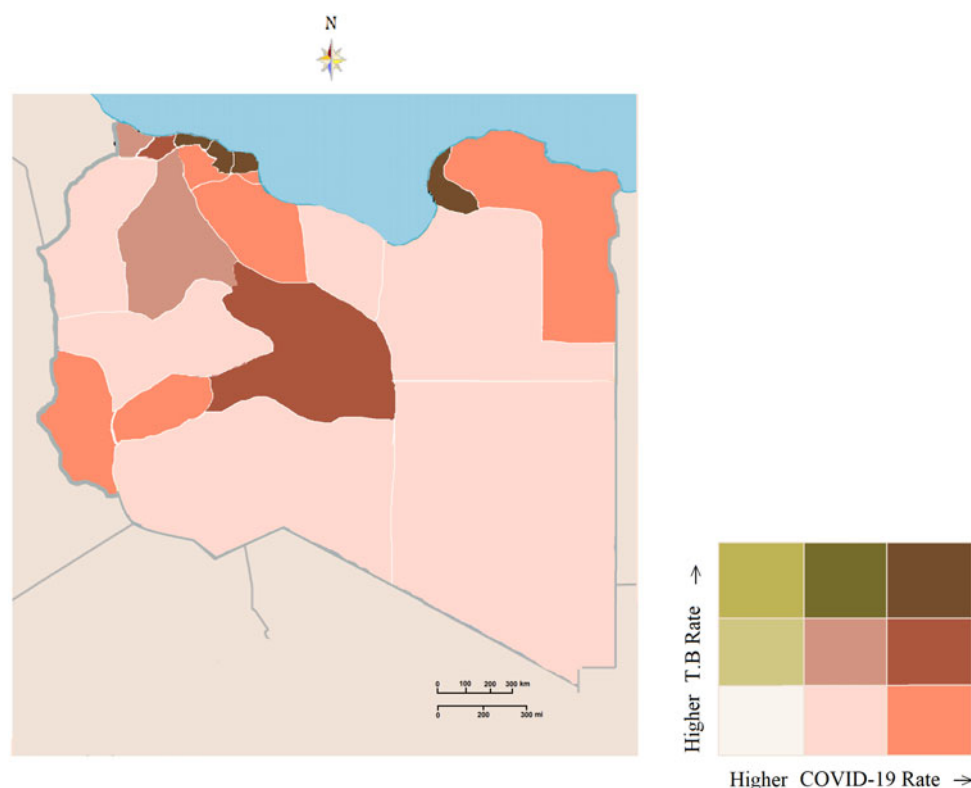 N
0 100 200 300 km
0 200 300 mi
Higher T.B Rate →
Higher COVID-19 Rate →